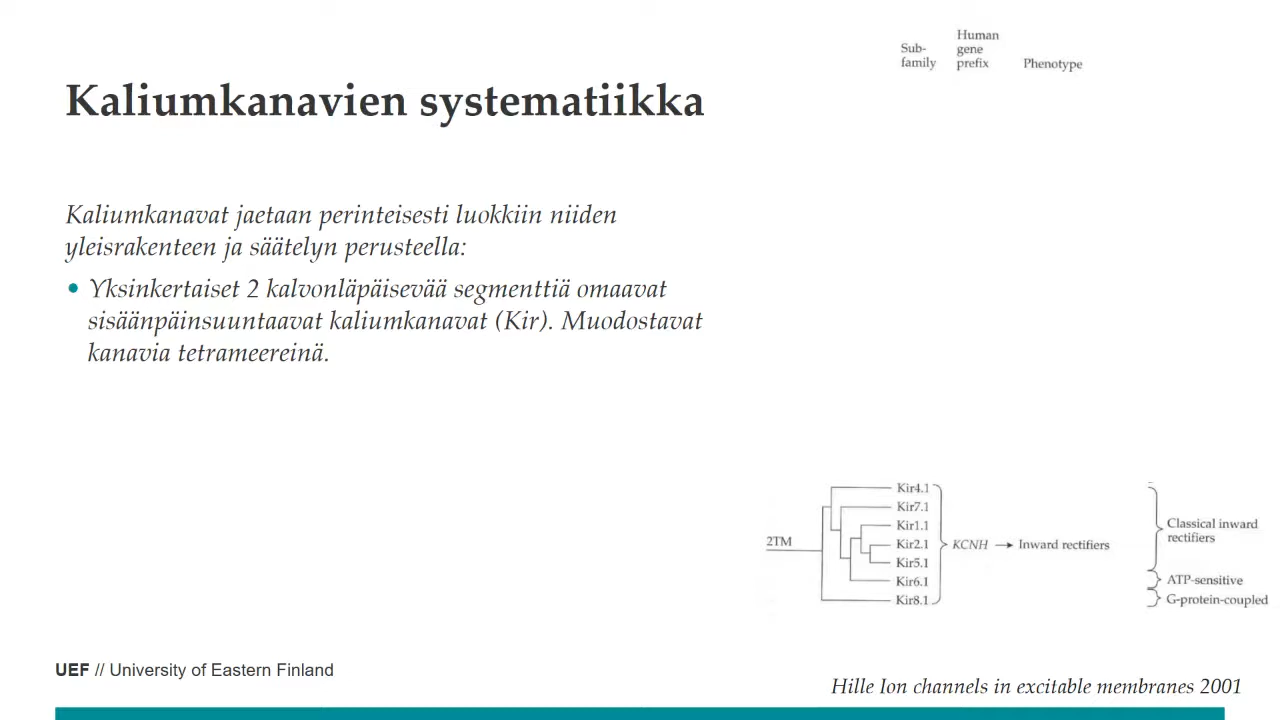 Sub-
family
Human
gene
prefix
Phenotype
Kaliumkanavien systematiikka
Kaliumkanavat jaetaan perinteisesti luokkiin niiden
yleisrakenteen ja säätelyn perusteella:
Yksinkertaiset 2 kalvonläpäisevää segmenttiä omaavat
sisäänpäinsuuntaavat kaliumkanavat (Kir). Muodostavat
kanavia tetrameereinä.
2TM
Kir4.1
Kir7.1
Kir1.1
Kir2.1
Kir5.1
Kir6.1
Kir8.1
KCNH → Inward rectifiers
Classical inward
rectifiers
ATP-sensitive
G-protein-coupled
UEF // University of Eastern Finland
Hille Ion channels in excitable membranes 2001